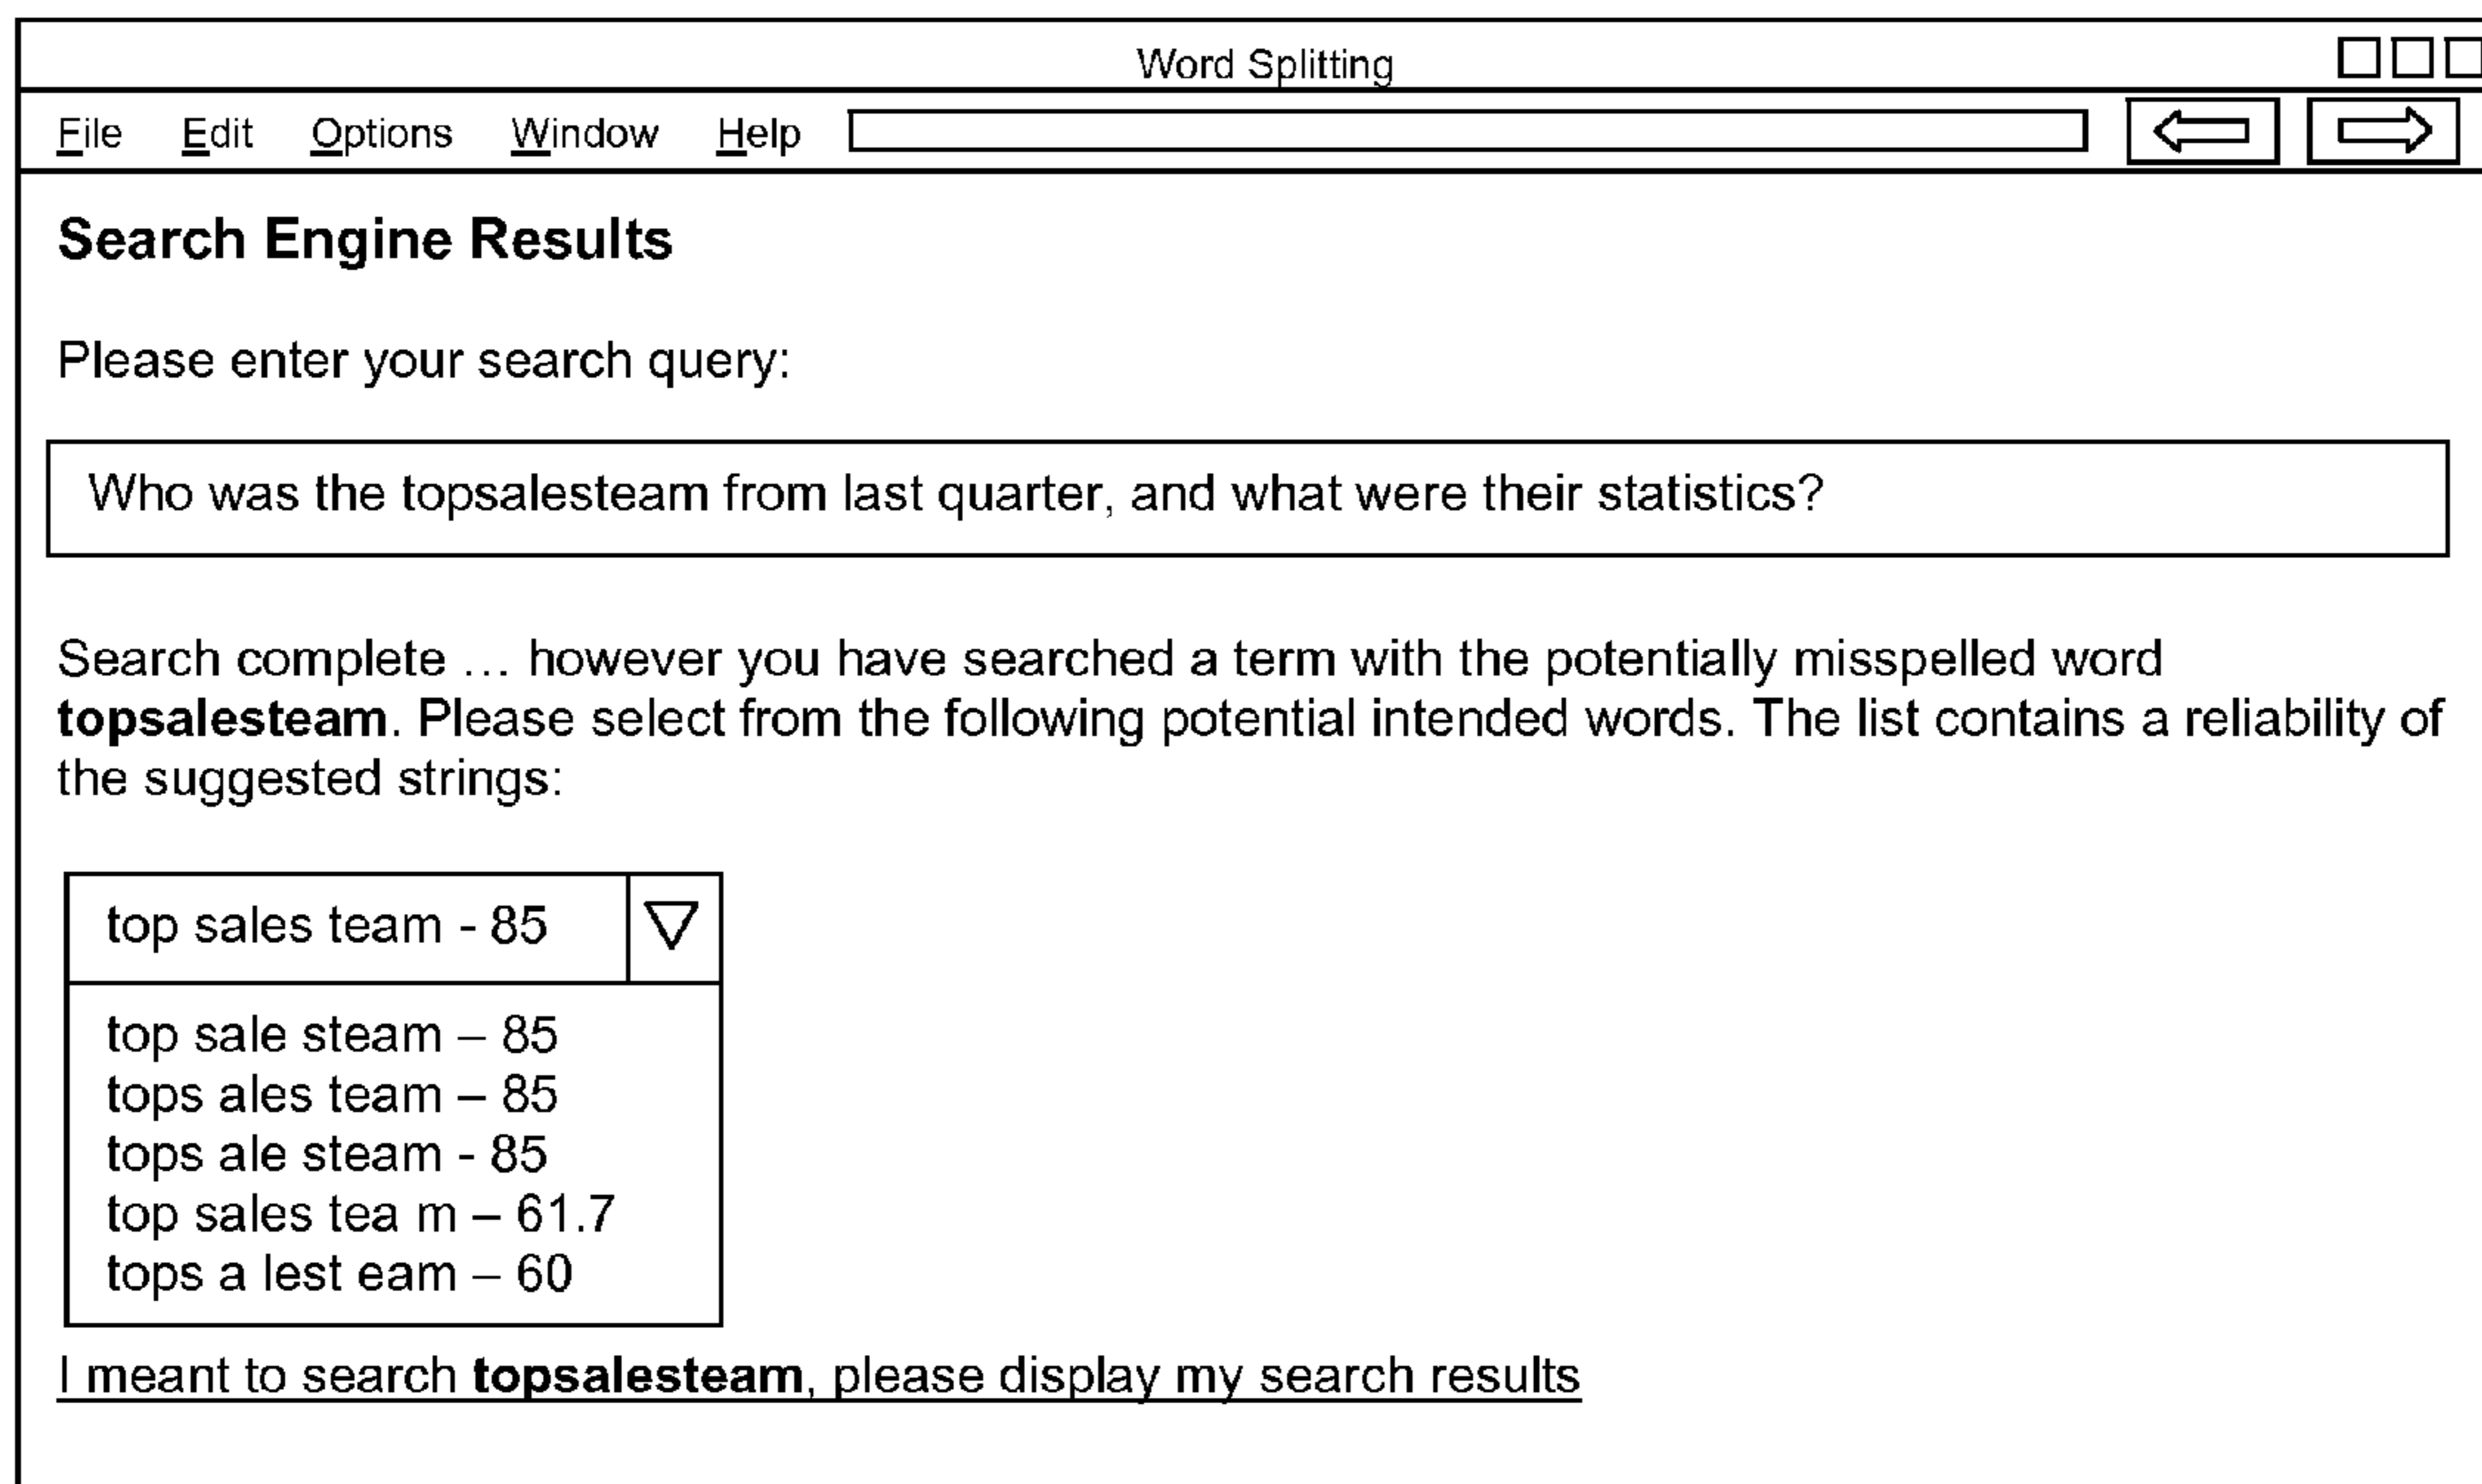 Word Splitting
File Edit Options Window Help
Search Engine Results
Please enter your search query:
Who was the topsalesteam from last quarter, and what were their statistics?
Search complete … however you have searched a term with the potentially misspelled word
topsalesteam. Please select from the following potential intended words. The list contains a reliability of
the suggested strings:
top sales team - 85
top sale steam – 85
tops ales team – 85
tops ale steam - 85
top sales tea m – 61.7
tops a lest eam – 60
I meant to search topsalesteam, please display my search results